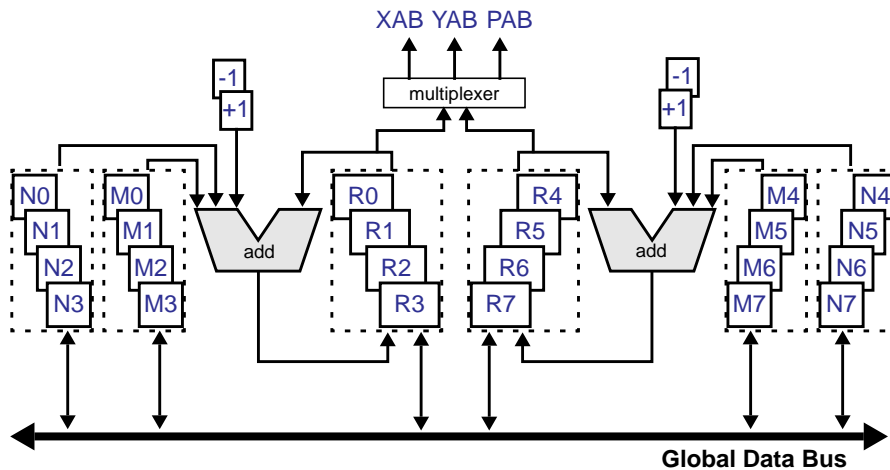 XAB YAB PAB
multiplexer
-1
+1
-1
+1
N0
N1
N2
N3
M0
M1
M2
M3
add
R0
R1
R2
R3
R4
R5
R6
R7
add
M4
M5
M6
M7
N4
N5
N6
N7
Global Data Bus